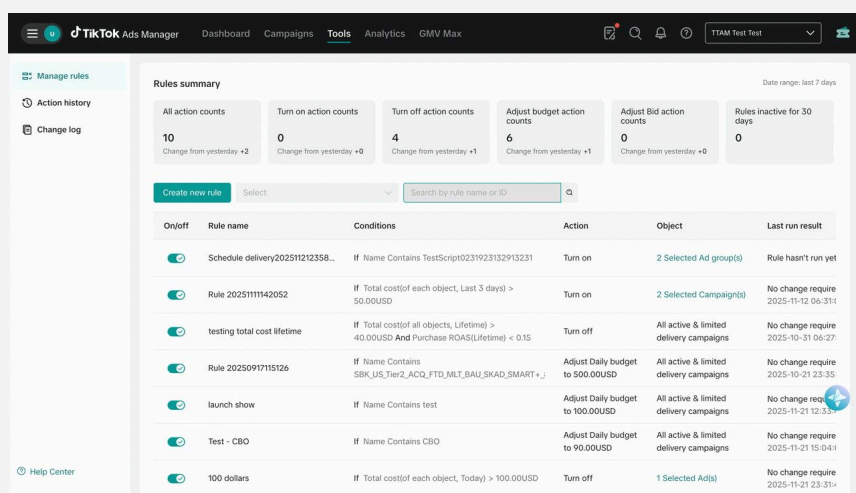 U TikTok Ads Manager Dashboard Campaigns Tools Analytics GMV Max TTAM Test Test
Manage rules
Action history
Change log
Rules summary
Date range: last 7 days
All action counts
10
Change from yesterday +2
Turn on action counts
0
Change from yesterday +0
Turn off action counts
4
Change from yesterday +1
Adjust budget action
counts
6
Change from yesterday +1
Adjust Bid action
counts
0
Change from yesterday +0
Rules inactive for 30
days
0
Create new rule Select Search by rule name or ID
On/off Rule name Conditions Action Object Last run result
Schedule delivery202511212358... If Name Contains TestScript0231923132913231 Turn on 2 Selected Ad group(s) Rule hasn't run yet
Rule 20251111142052
If Total cost(of each object, Last 3 days) >
50.00USD
Turn on
2 Selected Campaign(s)
No change require
2025-11-12 06:31:
testing total cost lifetime
If Total cost(of all objects, Lifetime) >
40.00USD And Purchase ROAS(Lifetime) < 0.15
Turn off
All active & limited
delivery campaigns
No change require
2025-10-31 06:27:
Rule 20250917115126
If Name Contains
SBK_US_Tier2_ACQ_FTD_MLT_BAU_SKAD_SMART+_
Adjust Daily budget
to 500.00USD
All active & limited
delivery campaigns
No change require
2025-10-21 23:35
launch show
If Name Contains test
Adjust Daily budget
to 100.00USD
All active & limited
delivery campaigns
No change requ
2025-11-21 12:33:
Test - CBO
If Name Contains CBO
Adjust Daily budget
to 90.00USD
All active & limited
delivery campaigns
No change require
2025-11-21 15:04:
100 dollars
If Total cost(of each object, Today) > 100.00USD
Turn off
1 Selected Ad(s)
No change require
2025-11-21 23:31:
Help Center